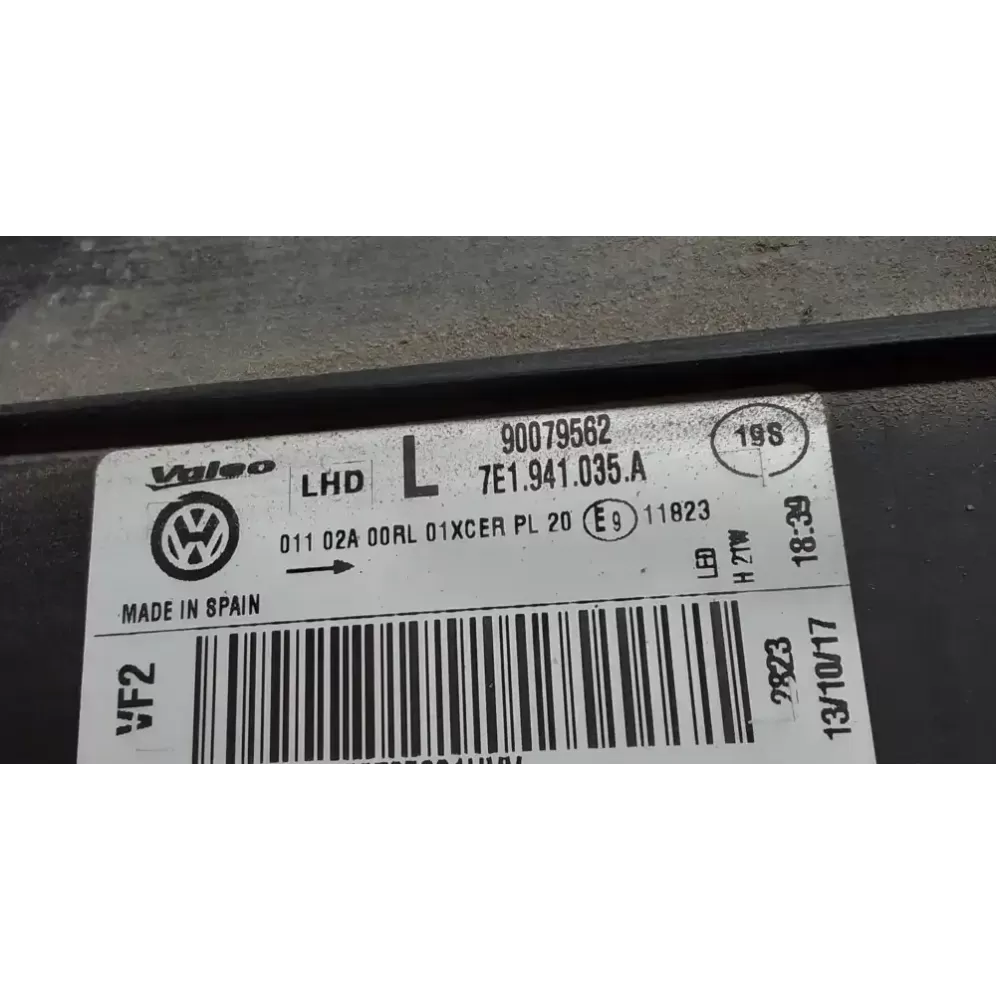 Valeo
LHD
L
90079562
7E1.941.035.A
19S
011 02A 00RL 01XCER PL 20 E9 11823
MADE IN SPAIN
LED
H 21W
18:39
VF2
2823
13/10/17